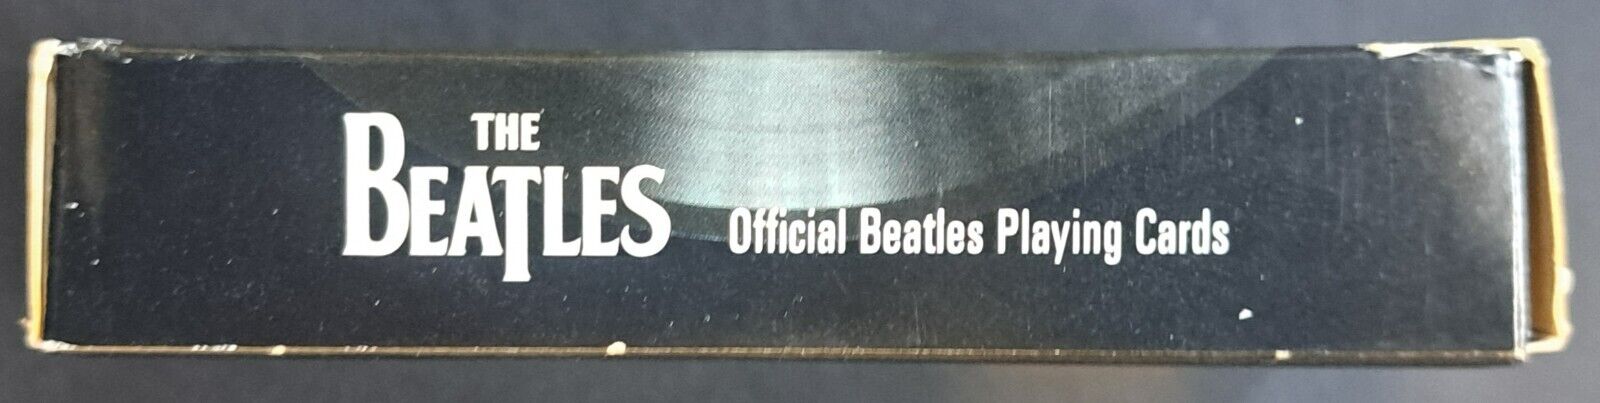 THE
BEATLES
Official Beatles Playing Cards